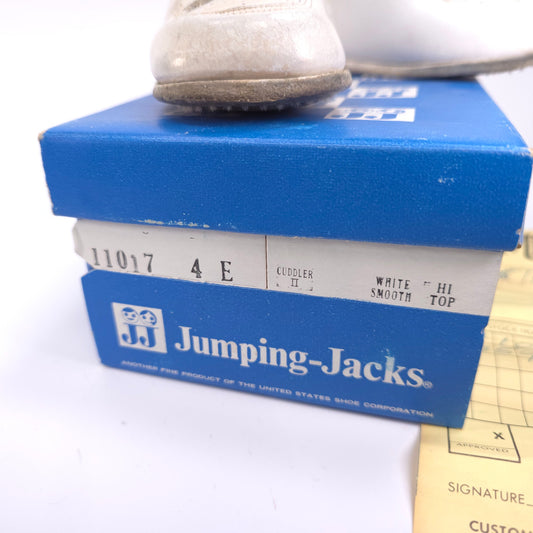 11017 4 E CUDDLER II WHITE SMOOTH HI TOP
JJ Jumping-Jacks®
ANOTHER FINE PRODUCT OF THE UNITED STATES SHOE CORPORATION
X
APPROVED
SIGNATURE
CUSTOM